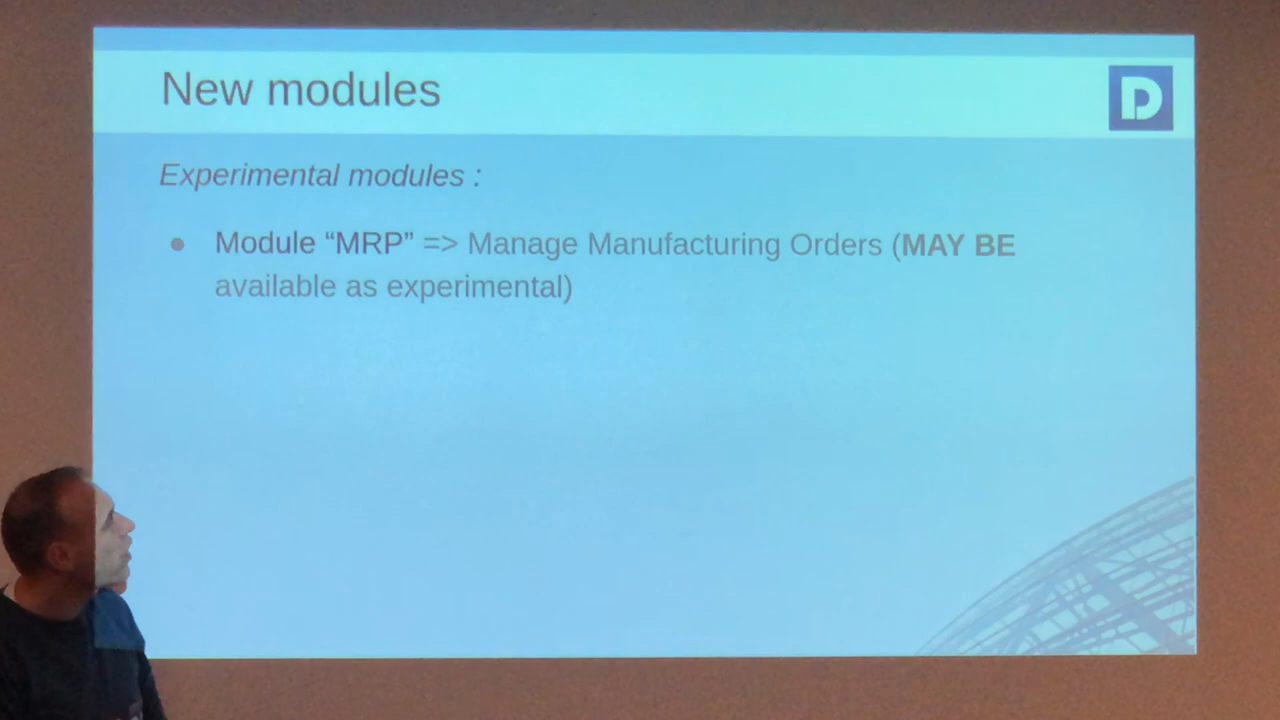 New modules
D
Experimental modules :
● Module “MRP” => Manage Manufacturing Orders (MAY BE
available as experimental)